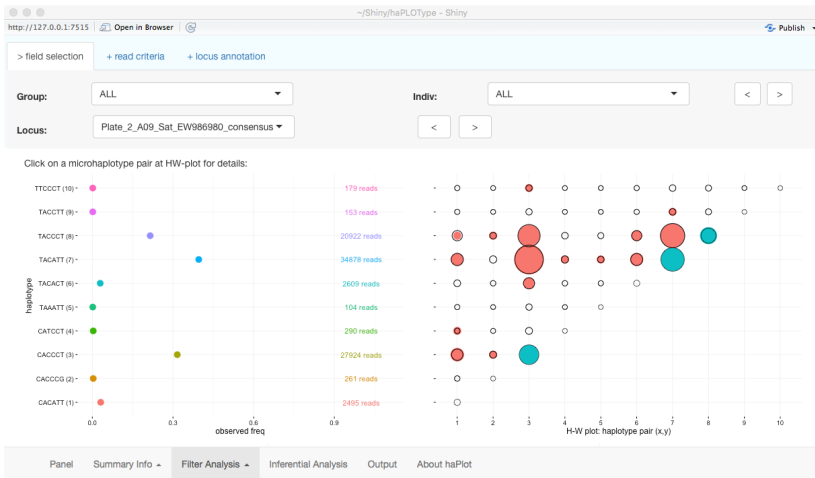 ~/Shiny/haPLOType - Shiny
http://127.0.0.1:7515 Open in Browser Publish
> field selection + read criteria + locus annotation
Group: ALL Indiv: ALL < >
Locus: Plate_2_A09_Sat_EW986980_consensus < >
Click on a microhaplotype pair at HW-plot for details:
TTCCCT (10) 179 reads
TACCTT (9) 153 reads
TACCCT (8) 20922 reads
TACATT (7) 34878 reads
TACACT (6) 2609 reads
TAAATT (5) 104 reads
CATCCT (4) 290 reads
CACCCT (3) 27924 reads
CACCCG (2) 261 reads
CACATT (1) 2495 reads
haplotype
0.0 0.3 0.6 0.9 1 2 3 4 5 6 7 8 9 10
observed freq H-W plot: haplotype pair (x,y)
Panel Summary Info Filter Analysis Inferential Analysis Output About haPlot